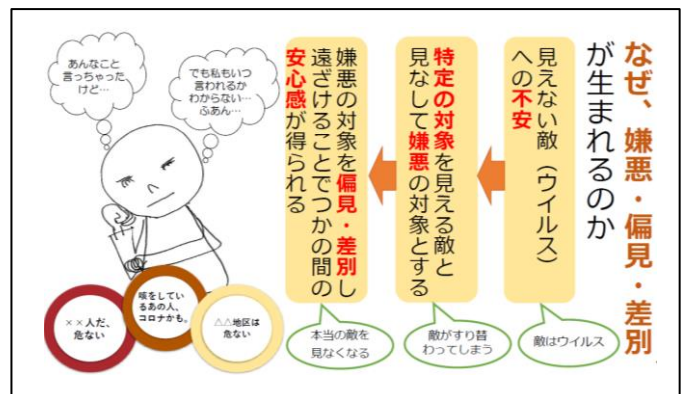 なぜ、嫌悪・偏見・差別
が生まれるのか
見えない敵（ウイルス）
への不安
特定の対象を見える敵と
見なして嫌悪の対象とする
嫌悪の対象を偏見・差別し
遠ざけることでつかの間の
安心感が得られる
敵はウイルス
敵がすり替
わってしまう
本当の敵を
見なくなる
あんなこと
言っちゃった
けど…
でも私もいつ
言われるか
わからない…
ふあん…
××人だ、
危ない
咳をしてい
るあの人、
コロナかも。
△△地区は
危ない